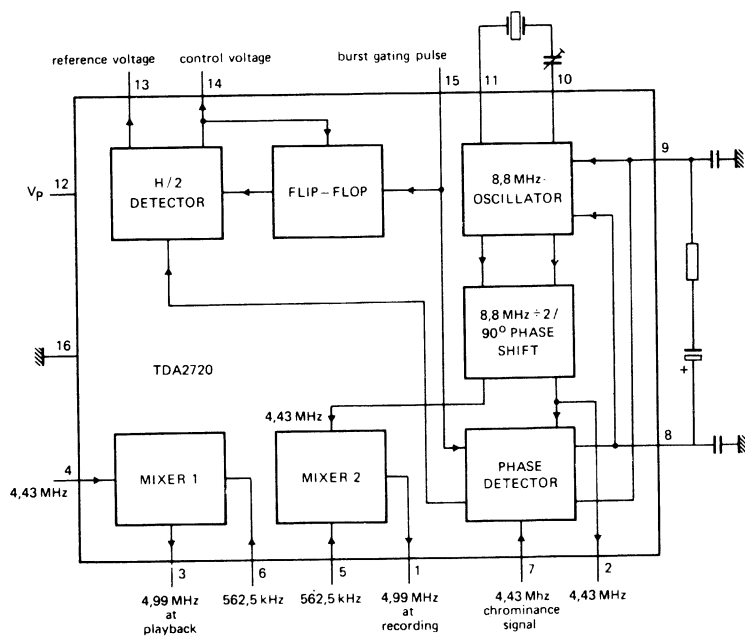 reference voltage
control voltage
burst gating pulse
13
14
15
11
10
9
12
VP
H/2
DETECTOR
FLIP-FLOP
8,8 MHz-
OSCILLATOR
8,8 MHz÷2/
90° PHASE
SHIFT
16
TDA2720
4,43 MHz
+
8
4
4,43 MHz
MIXER 1
MIXER 2
PHASE
DETECTOR
3
6
5
1
7
2
4,99 MHz
at
playback
562,5 kHz
562,5 kHz
4,99 MHz
at
recording
4,43 Mhz
chrominance
signal
4,43 MHz